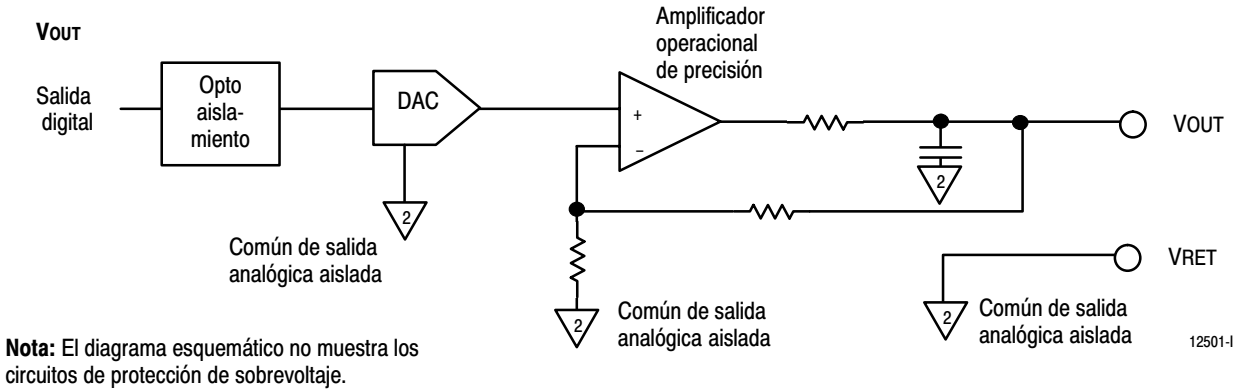 VOUT
Salida
digital
Opto
aisla-
miento
DAC
2
Común de salida
analógica aislada
Amplificador
operacional
de precisión
+
−
2
Común de salida
analógica aislada
2
VOUT
VRET
2
Común de salida
analógica aislada
12501-I
Nota: El diagrama esquemático no muestra los
circuitos de protección de sobrevoltaje.